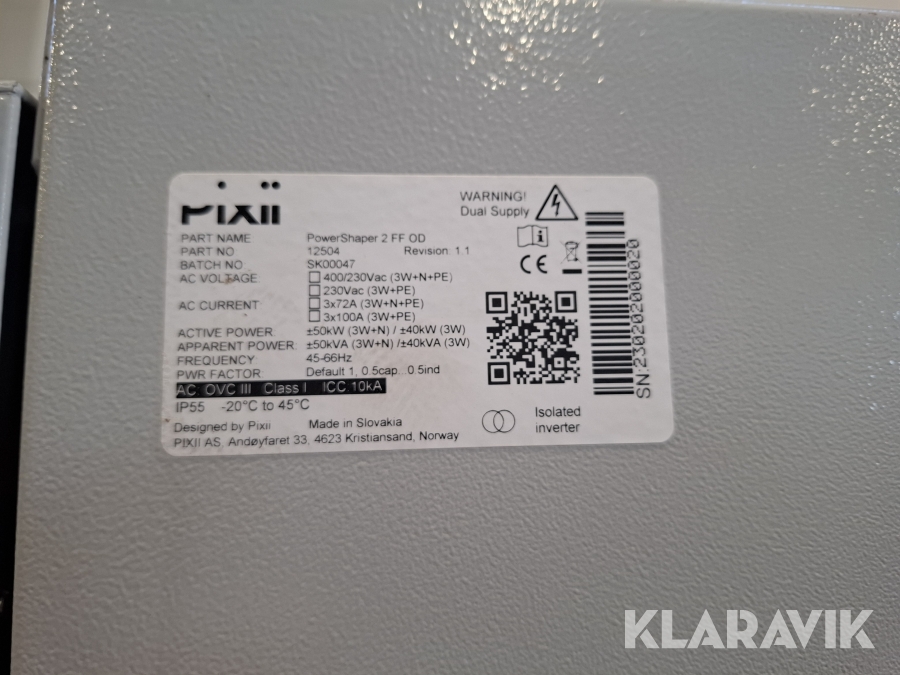 PIXII
WARNING!
Dual Supply
PART NAME PowerShaper 2 FF OD
PART NO 12504 Revision: 1.1
BATCH NO SK00047
AC VOLTAGE 400/230Vac (3W+N+PE)
230Vac (3W+PE)
AC CURRENT 3x72A (3W+N+PE)
3x100A (3W+PE)
ACTIVE POWER ±50kW (3W+N) / ±40kW (3W)
APPARENT POWER ±50kVA (3W+N) /±40kVA (3W)
FREQUENCY 45-66Hz
PWR FACTOR Default 1, 0.5cap.. 0.5ind
AC OVC III Class I ICC 10kA
IP55 -20°C to 45°C
Designed by Pixii Made in Slovakia
PIXII AS, Andøyfaret 33, 4623 Kristiansand, Norway
CE
Isolated
inverter
SN:2302020000020
KLARAVIK